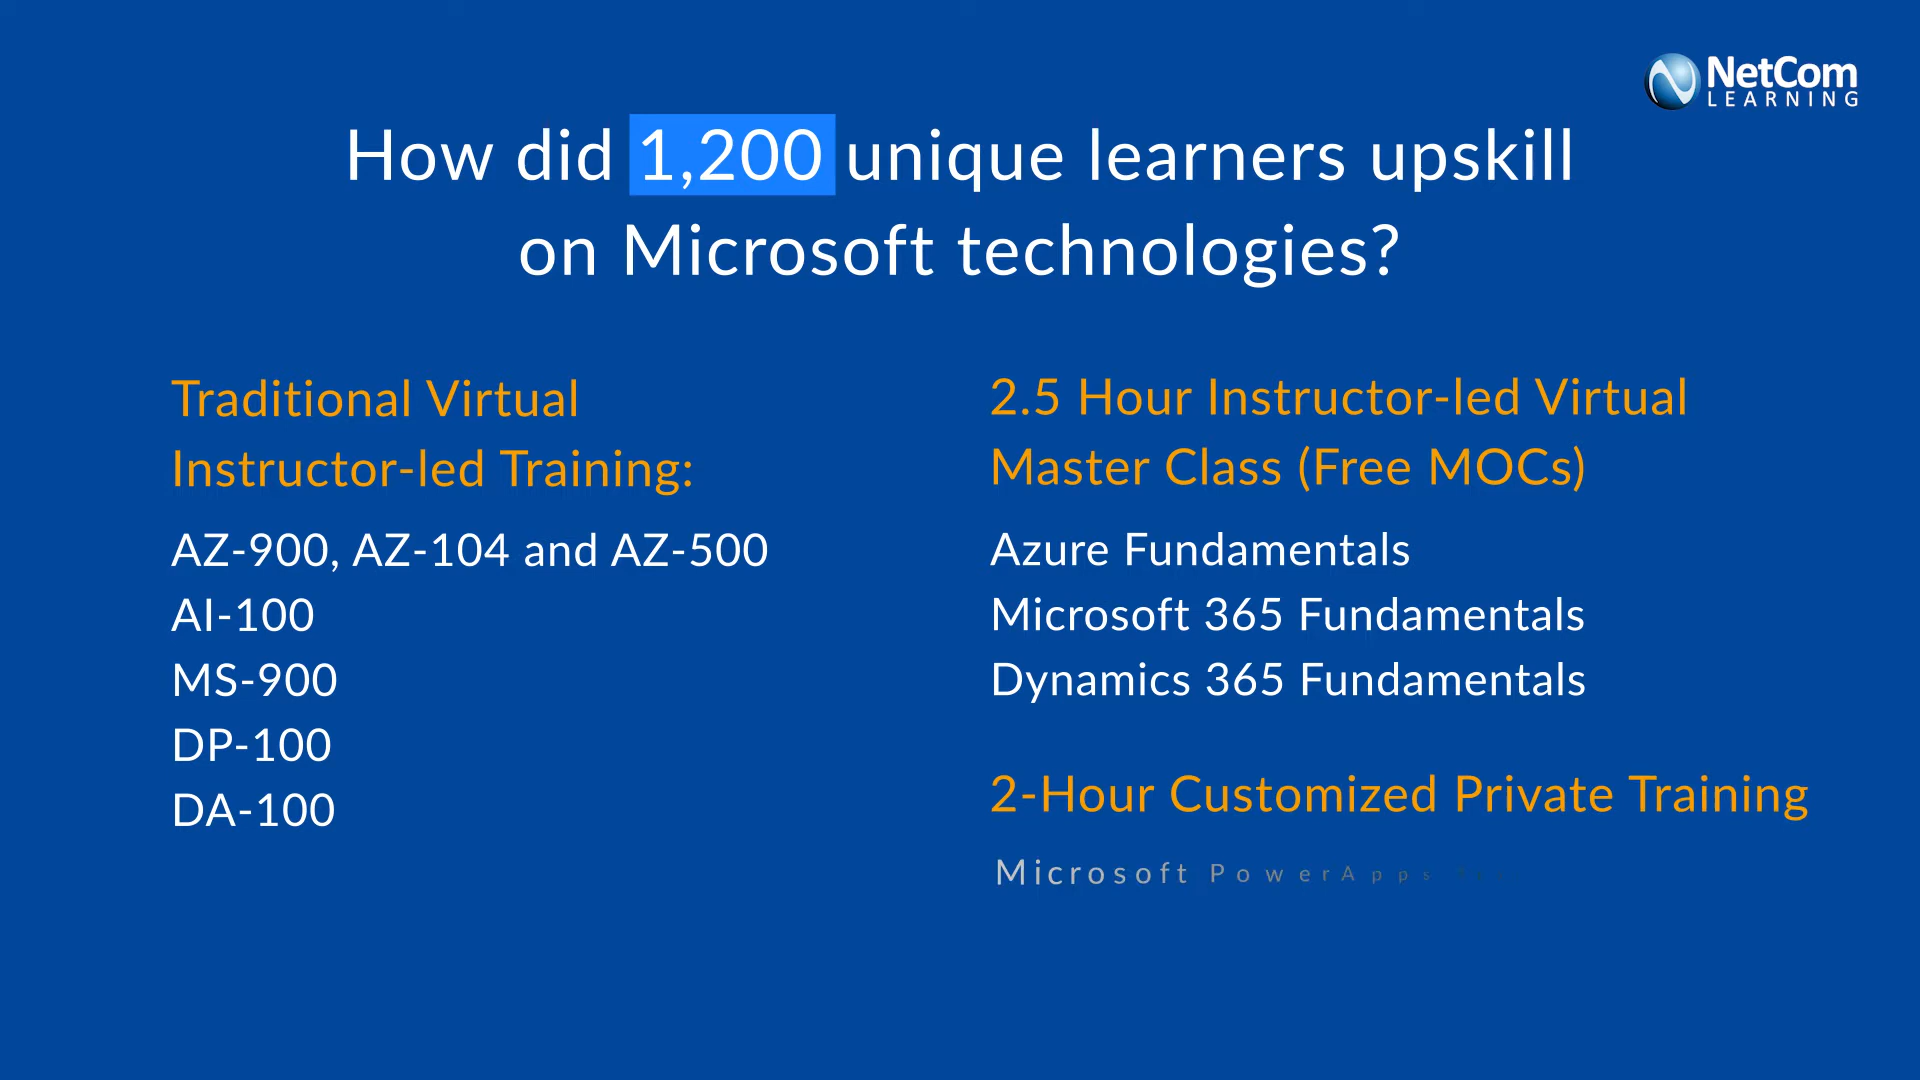 NetCom
LEARNING
How did 1,200 unique learners upskill
on Microsoft technologies?
Traditional Virtual
Instructor-led Training:
AZ-900, AZ-104 and AZ-500
AI-100
MS-900
DP-100
DA-100
2.5 Hour Instructor-led Virtual
Master Class (Free MOCs)
Azure Fundamentals
Microsoft 365 Fundamentals
Dynamics 365 Fundamentals
2-Hour Customized Private Training
Microsoft PowerApps